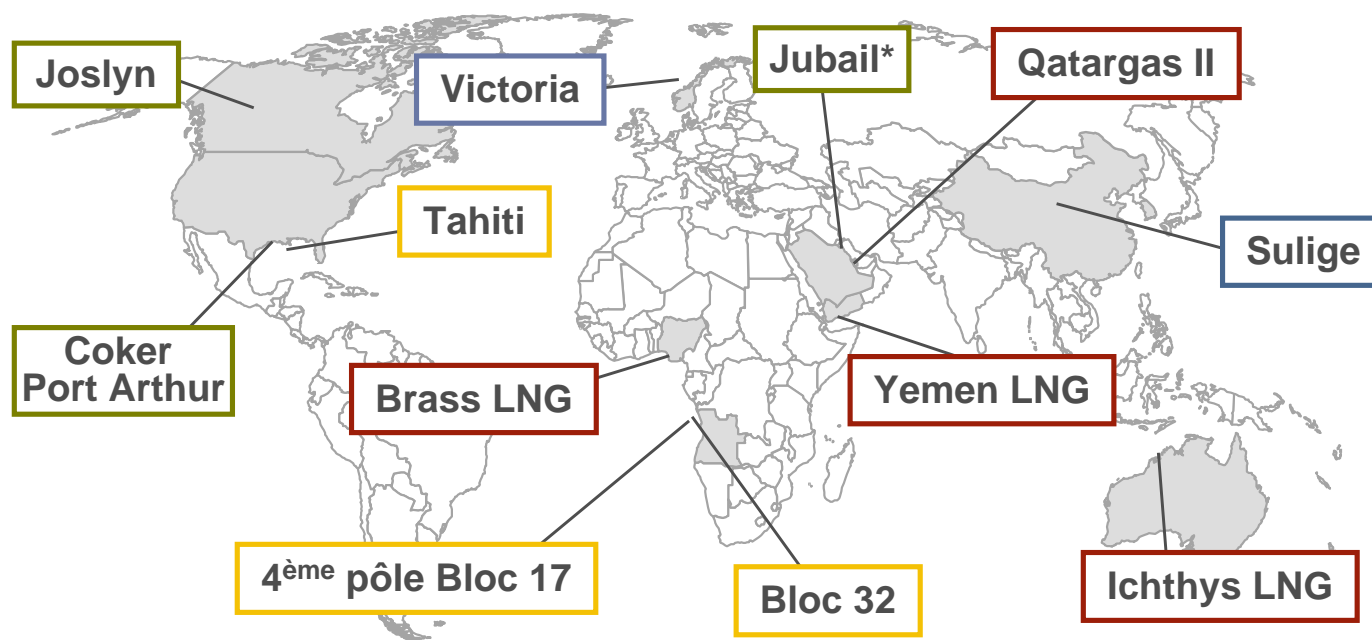 Joslyn
Victoria
Jubail*
Qatargas II
Tahiti
Sulige
Coker
Port Arthur
Brass LNG
Yemen LNG
4ème pôle Bloc 17
Bloc 32
Ichthys LNG